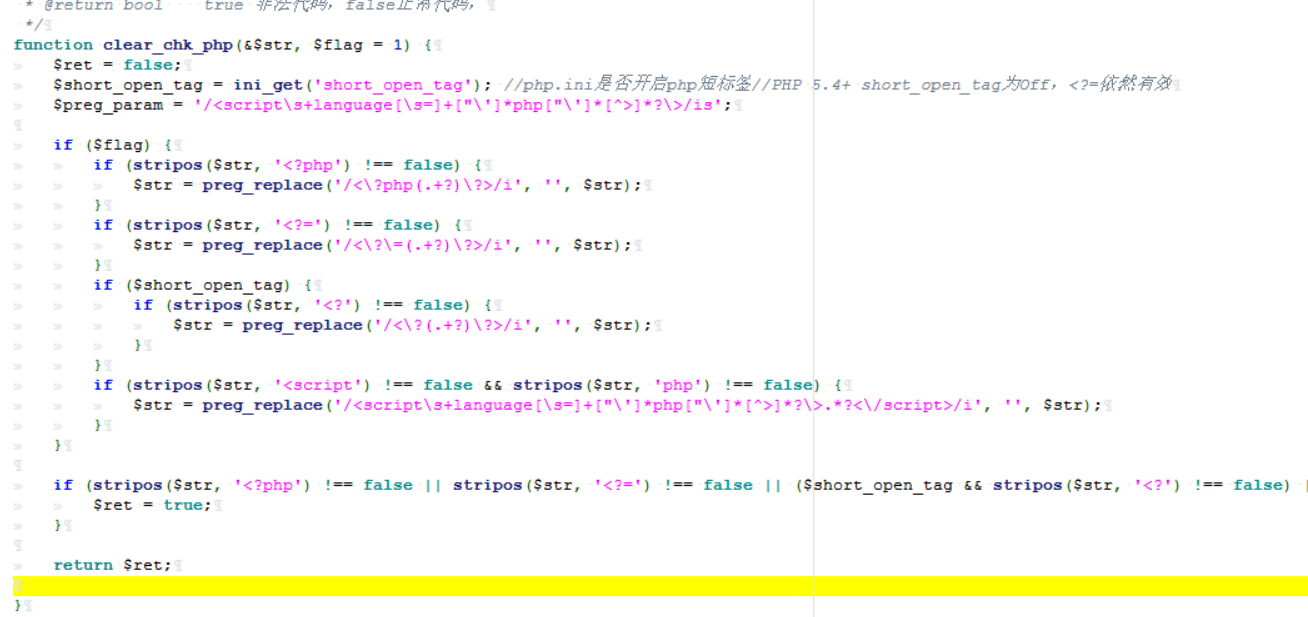 * @return bool true 非法代码，false正常代码，
*/
function clear_chk_php(&$str, $flag = 1) {
$ret = false;
$short_open_tag = ini_get('short_open_tag'); //php.ini是否开启php短标签//PHP 5.4+ short_open_tag为Off，<?=依然有效
$preg_param = '/<script\s+language[\s=]+["\']*php["\']*[^>]*?\>/is';
if ($flag) {
if (stripos($str, '<?php') !== false) {
$str = preg_replace('/<\?php(.+?)\?>/i', '', $str);
}
if (stripos($str, '<?=') !== false) {
$str = preg_replace('/<\?\=(.+?)\?>/i', '', $str);
}
if ($short_open_tag) {
if (stripos($str, '<?') !== false) {
$str = preg_replace('/<\?(.+?)\?>/i', '', $str);
}
}
if (stripos($str, '<script') !== false && stripos($str, 'php') !== false) {
$str = preg_replace('/<script\s+language[\s=]+["\']*php["\']*[^>]*?\>.*?<\/script>/i', '', $str);
}
}
if (stripos($str, '<?php') !== false || stripos($str, '<?=') !== false || ($short_open_tag && stripos($str, '<?') !== false)
$ret = true;
}
return $ret;
}